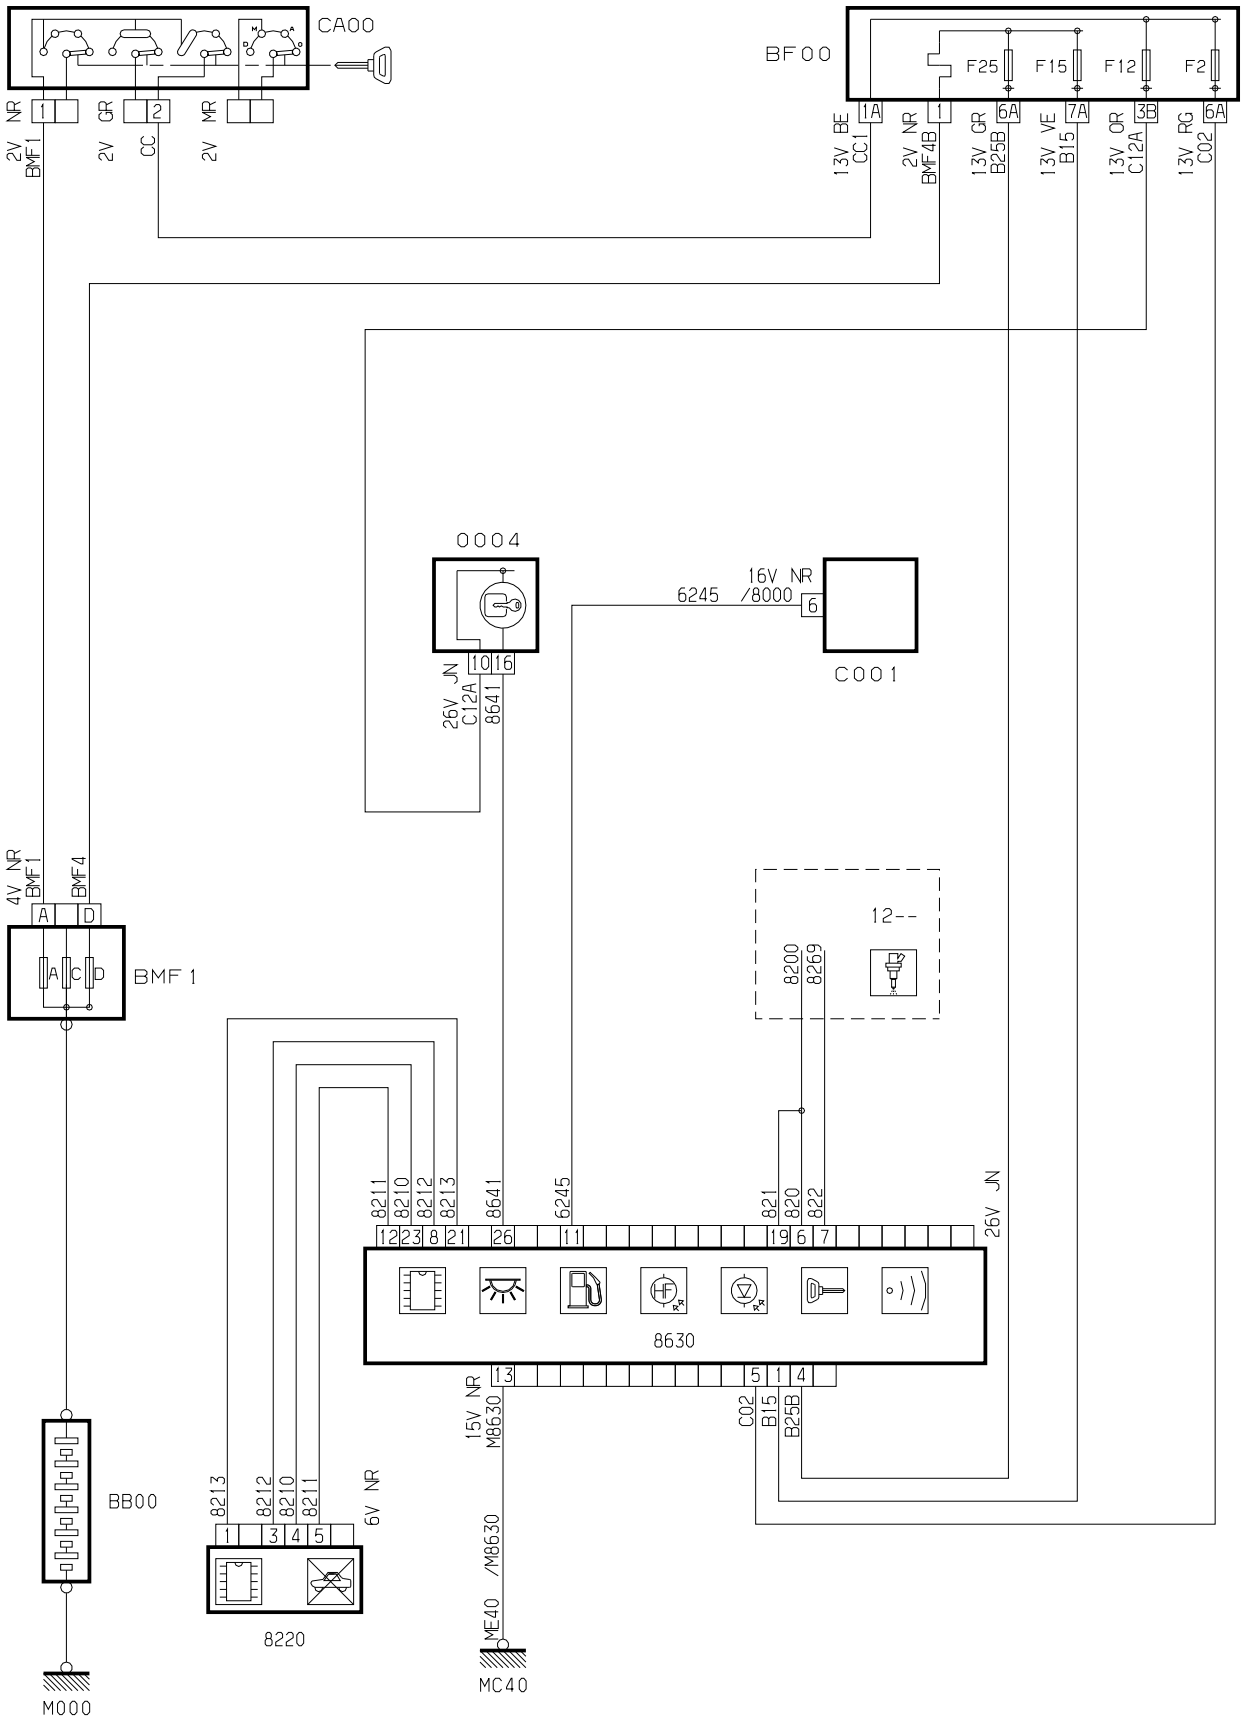 CA00
M
A
D
D
1
2
2V NR
BMF1
2V GR
CC
2V MR
BF00
F25
F15
F12
F2
1A
1
6A
7A
3B
6A
13V BE
CC1
2V NR
BMF4B
13V GR
B25B
13V VE
B15
13V OR
C12A
13V RG
C02
0004
10
16
26V JN
C12A
8641
16V NR
6245 /8000
6
C001
4V NR
BMF1
BMF4
A
D
A
C
D
BMF1
12--
8200
8269
8211
8210
8212
8213
8641
6245
821
820
822
26V JN
12
23
8
21
26
11
19
6
7
HF
8630
13
5
1
4
15V NR
M8630
C02
B15
B25B
BB00
8213
8212
8210
8211
6V NR
1
3
4
5
8220
ME40 /M8630
MC40
M000